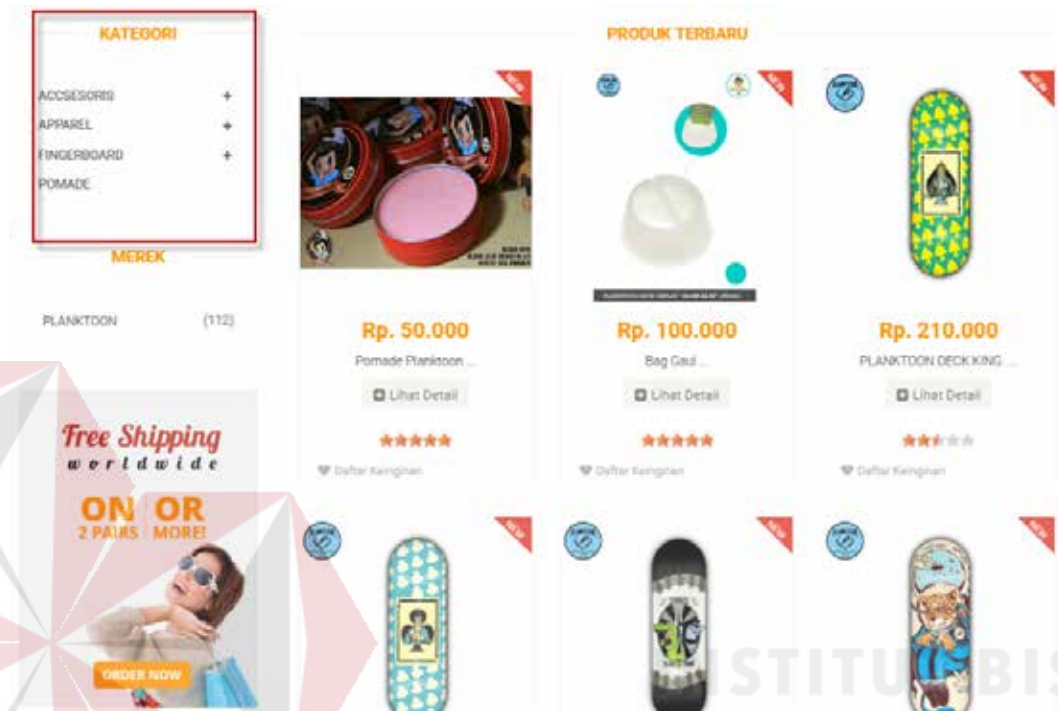 KATEGORI
ACCSESORIS +
APPAREL +
FINGERBOARD +
POMADE
MEREK
PLANKTOON (112)
Free Shipping
worldwide
ON OR
2 PAIRS MORE!
ORDER NOW
PRODUK TERBARU
NEW
NEW
NEW
Rp. 50.000
Pomade Planktoon ...
Lihat Detail
Daftar Keinginan
Rp. 100.000
Bag Gaul ...
Lihat Detail
Daftar Keinginan
Rp. 210.000
PLANKTOON DECK KING ...
Lihat Detail
Daftar Keinginan
NEW
NEW
NEW
STITU BIS